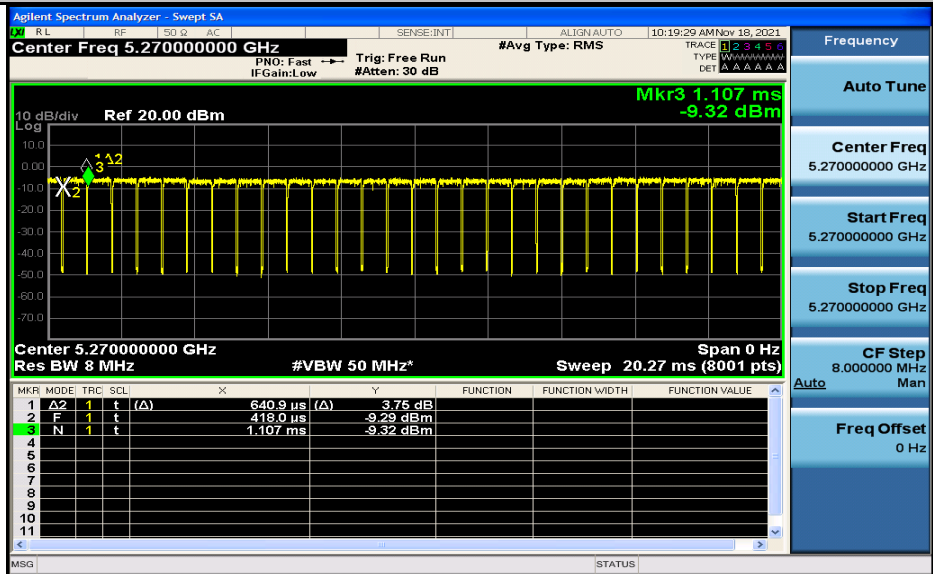 Agilent Spectrum Analyzer - Swept SA
LXI RL RF 50 Ω AC SENSE:INT ALIGN AUTO 10:19:29 AM Nov 18, 2021
Center Freq 5.270000000 GHz
PNO: Fast
IFGain:Low
Trig: Free Run
#Atten: 30 dB
#Avg Type: RMS
TRACE 1 2 3 4 5 6
TYPE WWWWWW
DET A A A A A A
Mkr3 1.107 ms
-9.32 dBm
10 dB/div Ref 20.00 dBm
Log
10.0
0.00
-10.0
-20.0
-30.0
-40.0
-50.0
-60.0
-70.0
1Δ2
3
X2
Center 5.270000000 GHz Span 0 Hz
Res BW 8 MHz #VBW 50 MHz* Sweep 20.27 ms (8001 pts)
MKR MODE TRC SCL X Y FUNCTION FUNCTION WIDTH FUNCTION VALUE
1 Δ2 1 t (Δ) 640.9 µs (Δ) 3.75 dB
2 F 1 t 418.0 µs -9.29 dBm
3 N 1 t 1.107 ms -9.32 dBm
4
5
6
7
8
9
10
11
MSG STATUS
Frequency
Auto Tune
Center Freq
5.270000000 GHz
Start Freq
5.270000000 GHz
Stop Freq
5.270000000 GHz
CF Step
8.000000 MHz
Auto Man
Freq Offset
0 Hz